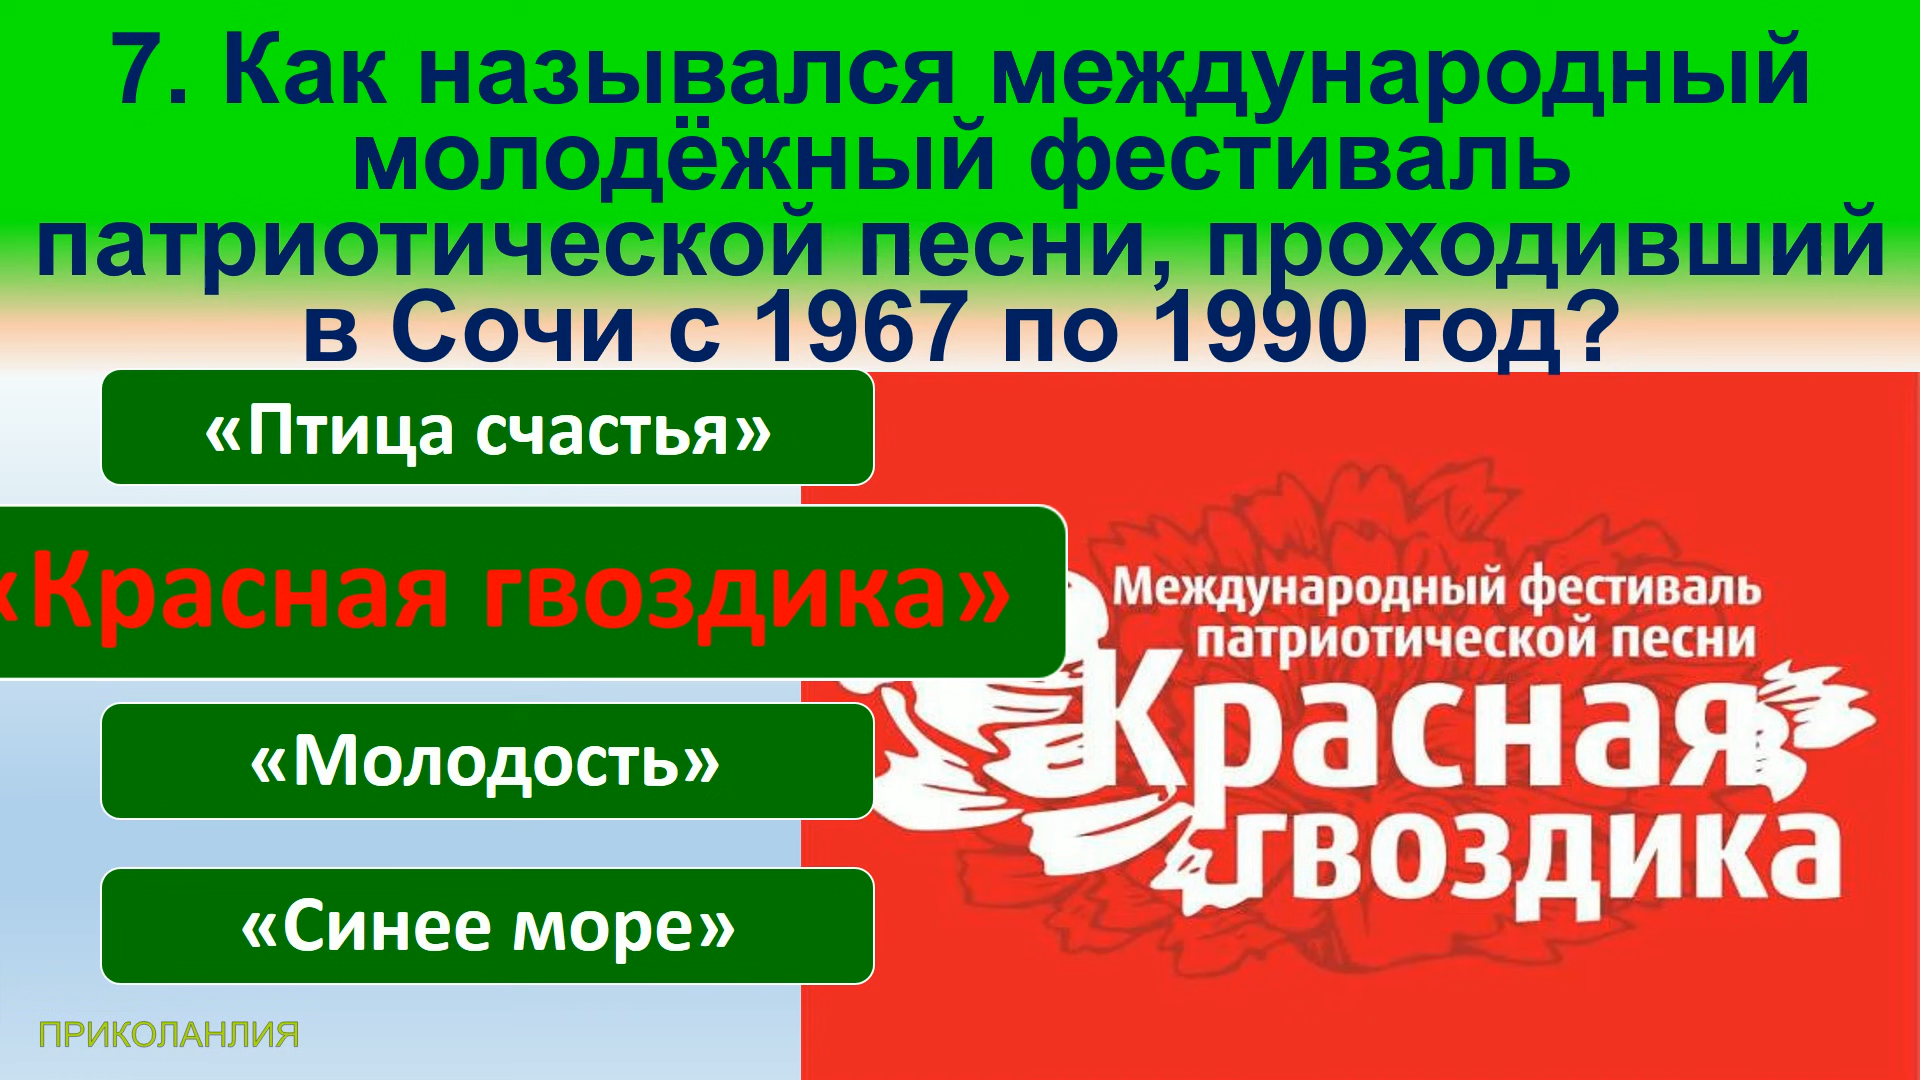 7. Как назывался международный
молодёжный фестиваль
патриотической песни, проходивший
в Сочи с 1967 по 1990 год?
«Птица счастья»
«Красная гвоздика»
«Молодость»
«Синее море»
Международный фестиваль
патриотической песни
Красная
гвоздика
ПРИКОЛАНЛИЯ